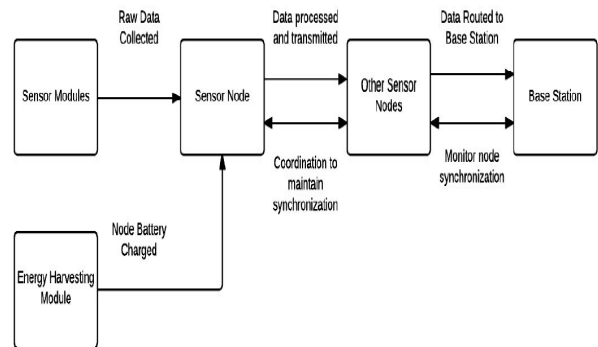 Raw Data
Collected
Data processed
and transmitted
Data Routed to
Base Station
Sensor Modules
Sensor Node
Other Sensor
Nodes
Base Station
Coordination to
maintain
synchronization
Monitor node
synchronization
Node Battery
Charged
Energy Harvesting
Module